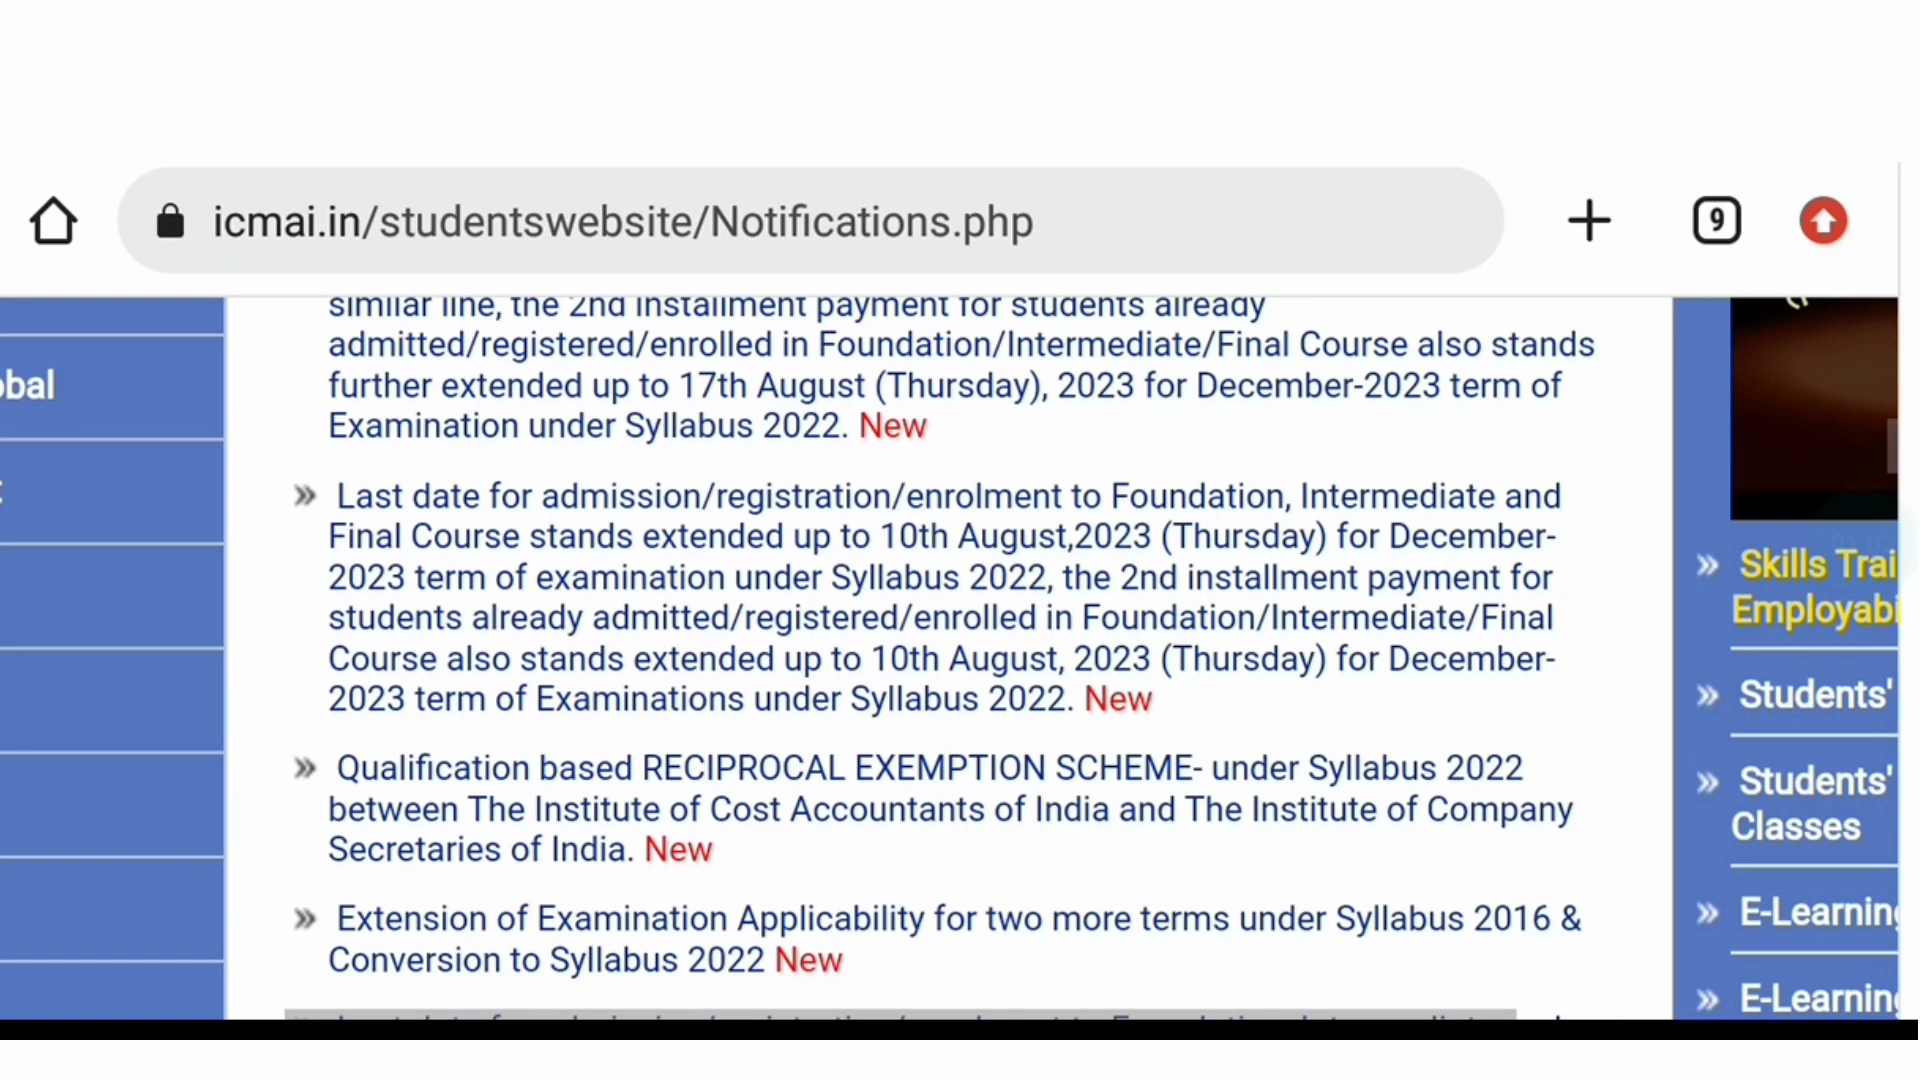 icmai.in/studentswebsite/Notifications.php
9
similar line, the 2nd installment payment for students already
admitted/registered/enrolled in Foundation/Intermediate/Final Course also stands
further extended up to 17th August (Thursday), 2023 for December-2023 term of
Examination under Syllabus 2022. New
» Last date for admission/registration/enrolment to Foundation, Intermediate and
Final Course stands extended up to 10th August,2023 (Thursday) for December-
2023 term of examination under Syllabus 2022, the 2nd installment payment for
students already admitted/registered/enrolled in Foundation/Intermediate/Final
Course also stands extended up to 10th August, 2023 (Thursday) for December-
2023 term of Examinations under Syllabus 2022. New
» Qualification based RECIPROCAL EXEMPTION SCHEME- under Syllabus 2022
between The Institute of Cost Accountants of India and The Institute of Company
Secretaries of India. New
» Extension of Examination Applicability for two more terms under Syllabus 2016 &
Conversion to Syllabus 2022 New
obal
» Skills Trai
Employabi
» Students'
» Students'
Classes
» E-Learning
» E-Learning